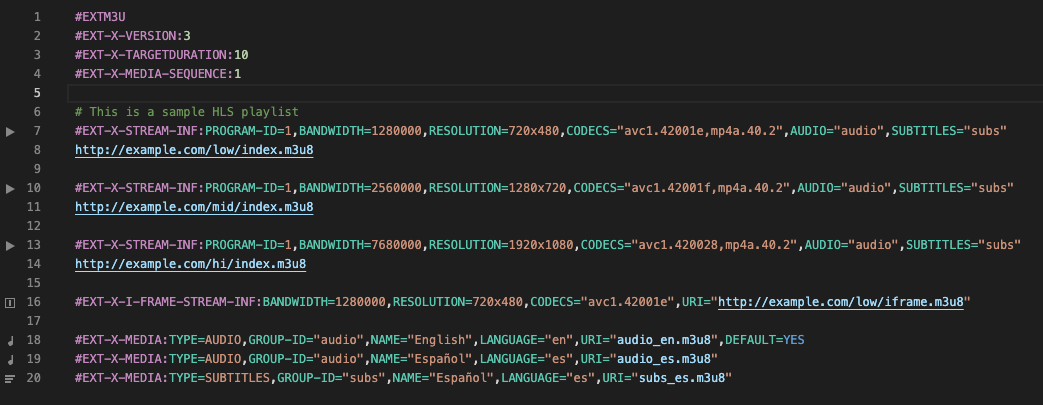 1 #EXTM3U
2 #EXT-X-VERSION:3
3 #EXT-X-TARGETDURATION:10
4 #EXT-X-MEDIA-SEQUENCE:1
5
6 # This is a sample HLS playlist
7 #EXT-X-STREAM-INF:PROGRAM-ID=1,BANDWIDTH=1280000,RESOLUTION=720x480,CODECS="avc1.42001e,mp4a.40.2",AUDIO="audio",SUBTITLES="subs"
8 http://example.com/low/index.m3u8
9
10 #EXT-X-STREAM-INF:PROGRAM-ID=1,BANDWIDTH=2560000,RESOLUTION=1280x720,CODECS="avc1.42001f,mp4a.40.2",AUDIO="audio",SUBTITLES="subs"
11 http://example.com/mid/index.m3u8
12
13 #EXT-X-STREAM-INF:PROGRAM-ID=1,BANDWIDTH=7680000,RESOLUTION=1920x1080,CODECS="avc1.420028,mp4a.40.2",AUDIO="audio",SUBTITLES="subs"
14 http://example.com/hi/index.m3u8
15
16 #EXT-X-I-FRAME-STREAM-INF:BANDWIDTH=1280000,RESOLUTION=720x480,CODECS="avc1.42001e",URI="http://example.com/low/iframe.m3u8"
17
18 #EXT-X-MEDIA:TYPE=AUDIO,GROUP-ID="audio",NAME="English",LANGUAGE="en",URI="audio_en.m3u8",DEFAULT=YES
19 #EXT-X-MEDIA:TYPE=AUDIO,GROUP-ID="audio",NAME="Español",LANGUAGE="es",URI="audio_es.m3u8"
20 #EXT-X-MEDIA:TYPE=SUBTITLES,GROUP-ID="subs",NAME="Español",LANGUAGE="es",URI="subs_es.m3u8"